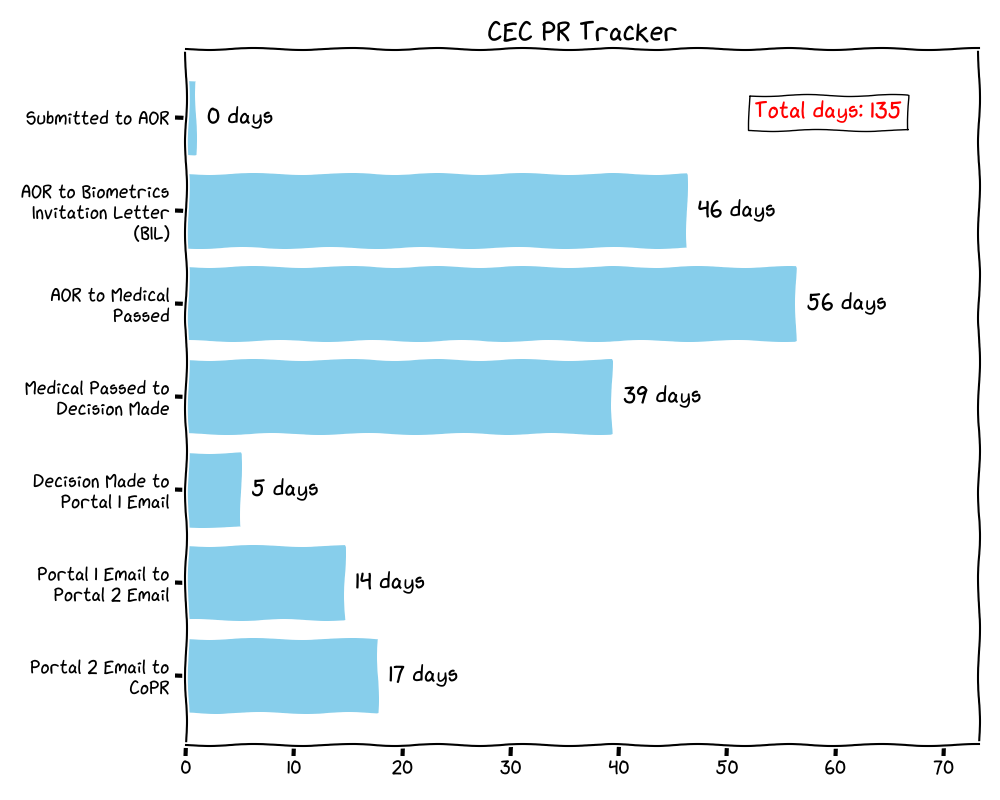 CEC PR Tracker
Submitted to AOR
0 days
Total days: 135
AOR to Biometrics
Invitation Letter
(BIL)
46 days
AOR to Medical
Passed
56 days
Medical Passed to
Decision Made
39 days
Decision Made to
Portal 1 Email
5 days
Portal 1 Email to
Portal 2 Email
14 days
Portal 2 Email to
CoPR
17 days
0 10 20 30 40 50 60 70